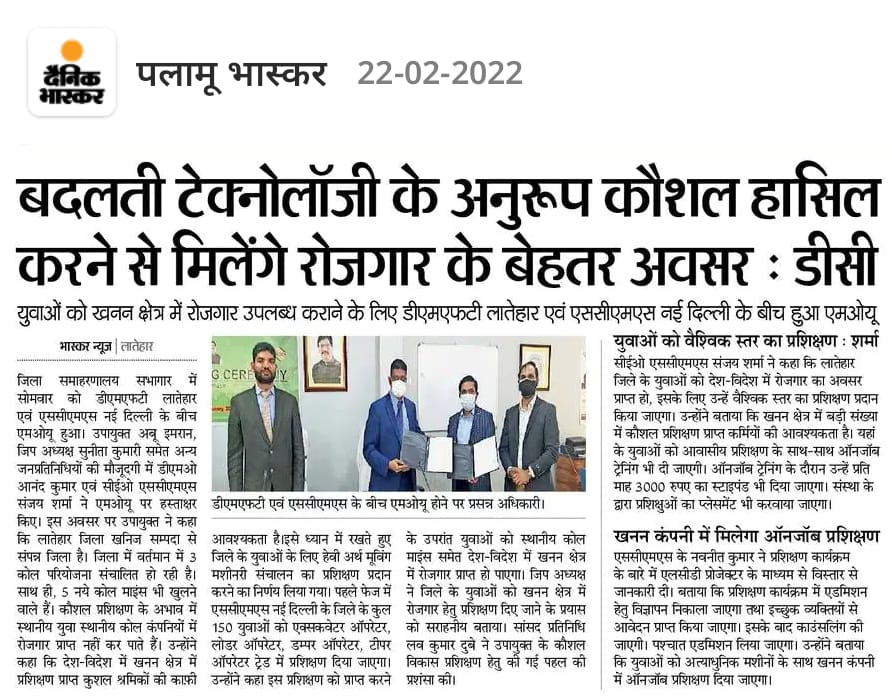 दैनिक
भास्कर
पलामू भास्कर 22-02-2022
बदलती टेक्नोलॉजी के अनुरूप कौशल हासिल
करने से मिलेंगे रोजगार के बेहतर अवसर : डीसी
युवाओं को खनन क्षेत्र में रोजगार उपलब्ध कराने के लिए डीएमएफटी लातेहार एवं एससीएमएस नई दिल्ली के बीच हुआ एमओयू
भास्कर न्यूज | लातेहार
जिला समाहरणालय सभागार में
सोमवार को डीएमएफटी लातेहार
एवं एससीएमएस नई दिल्ली के बीच
एमओयू हुआ। उपायुक्त अबू इमरान,
जिप अध्यक्ष सुनीता कुमारी समेत अन्य
जनप्रतिनिधियों की मौजूदगी में डीएमओ
आनंद कुमार एवं सीईओ एससीएमएस
संजय शर्मा ने एमओयू पर हस्ताक्षर
किए। इस अवसर पर उपायुक्त ने कहा
कि लातेहार जिला खनिज सम्पदा से
संपन्न जिला है। जिला में वर्तमान में 3
कोल परियोजना संचालित हो रही है।
साथ ही, 5 नये कोल माइंस भी खुलने
वाले हैं। कौशल प्रशिक्षण के अभाव में
स्थानीय युवा स्थानीय कोल कंपनियों में
रोजगार प्राप्त नहीं कर पाते हैं। उन्होंने
कहा कि देश-विदेश में खनन क्षेत्र में
प्रशिक्षण प्राप्त कुशल श्रमिकों की काफी
NG CEREMONY
डीएमएफटी एवं एससीएमएस के बीच एमओयू होने पर प्रसन्न अधिकारी।
आवश्यकता है।इसे ध्यान में रखते हुए
जिले के युवाओं के लिए हेवी अर्थ मूविंग
मशीनरी संचालन का प्रशिक्षण प्रदान
करने का निर्णय लिया गया। पहले फेज में
एससीएमएस नई दिल्ली के जिले के कुल
150 युवाओं को एक्सकवेटर ऑपरेटर,
लोडर ऑपरेटर, डम्पर ऑपरेटर, टीपर
ऑपरेटर ट्रेड में प्रशिक्षण दिया जाएगा।
उन्होंने कहा इस प्रशिक्षण को प्राप्त करने
के उपरांत युवाओं को स्थानीय कोल
माइंस समेत देश-विदेश में खनन क्षेत्र
में रोजगार प्राप्त हो पाएगा। जिप अध्यक्ष
ने जिले के युवाओं को खनन क्षेत्र में
रोजगार हेतु प्रशिक्षण दिए जाने के प्रयास
को सराहनीय बताया। सांसद प्रतिनिधि
लव कुमार दुबे ने उपायुक्त के कौशल
विकास प्रशिक्षण हेतु की गई पहल की
प्रशंसा की।
युवाओं को वैश्विक स्तर का प्रशिक्षण : शर्मा
सीईओ एससीएमएस संजय शर्मा ने कहा कि लातेहार
जिले के युवाओं को देश-विदेश में रोजगार का अवसर
प्राप्त हो, इसके लिए उन्हें वैश्विक स्तर का प्रशिक्षण प्रदान
किया जाएगा। उन्होंने बताया कि खनन क्षेत्र में बड़ी संख्या
में कौशल प्रशिक्षण प्राप्त कर्मियों की आवश्यकता है। यहां
के युवाओं को आवासीय प्रशिक्षण के साथ-साथ ऑनजॉब
ट्रेनिंग भी दी जाएगी। ऑनजॉब ट्रेनिंग के दौरान उन्हें प्रति
माह 3000 रुपए का स्टाइपंड भी दिया जाएगा। संस्था के
द्वारा प्रशिक्षुओं का प्लेसमेंट भी करवाया जाएगा।
खनन कंपनी में मिलेगा ऑनजॉब प्रशिक्षण
एससीएमएस के नवनीत कुमार ने प्रशिक्षण कार्यक्रम
के बारे में एलसीडी प्रोजेक्टर के माध्यम से विस्तार से
जानकारी दी। बताया कि प्रशिक्षण कार्यक्रम में एडमिशन
हेतु विज्ञापन निकाला जाएगा तथा इच्छुक व्यक्तियों से
आवेदन प्राप्त किया जाएगा। इसके बाद काउंसलिंग की
जाएगी। पश्चात एडमिशन लिया जाएगा। उन्होंने बताया
कि युवाओं को अत्याधुनिक मशीनों के साथ खनन कंपनी
में ऑनजॉब प्रशिक्षण दिया जाएगा।